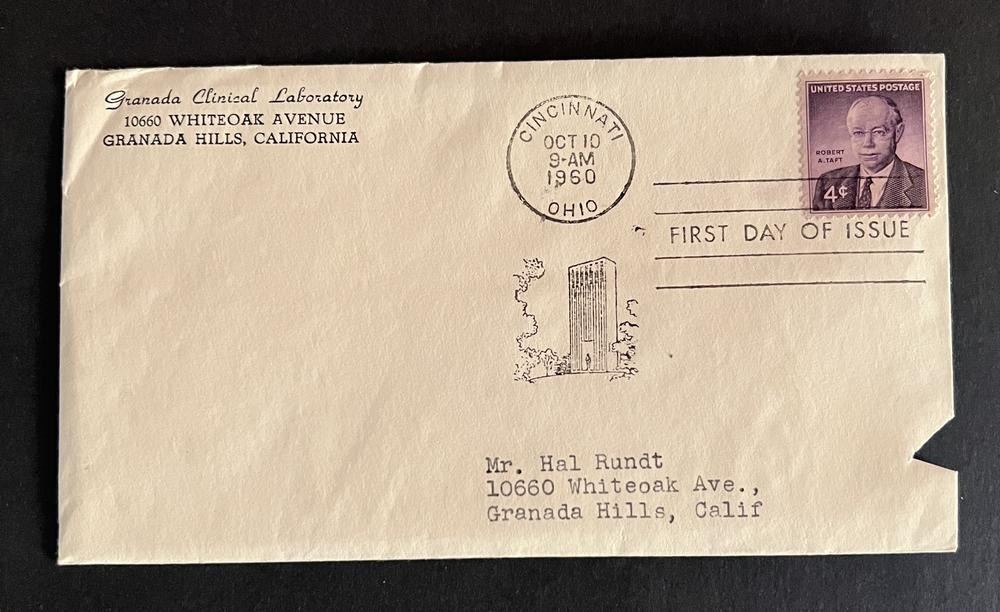 Granada Clinical Laboratory
10660 WHITEOAK AVENUE
GRANADA HILLS, CALIFORNIA
CINCINNATI
OCT 10
9-AM
1960
OHIO
UNITED STATES POSTAGE
ROBERT
A. TAFT
4¢
FIRST DAY OF ISSUE
Mr. Hal Rundt
10660 Whiteoak Ave.,
Granada Hills, Calif